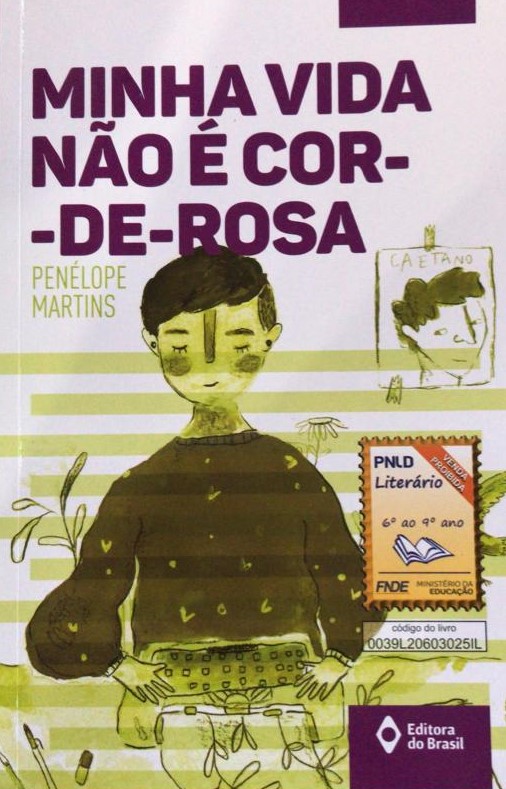 MINHA VIDA
NÃO É COR-
-DE-ROSA
PENÉLOPE
MARTINS
CAETANO
PNLD
VENDA
PROIBIDA
Literário
6º ao 9º ano
FNDE
MINISTÉRIO DA
EDUCAÇÃO
código do livro
0039L20603025IL
Editora
do Brasil